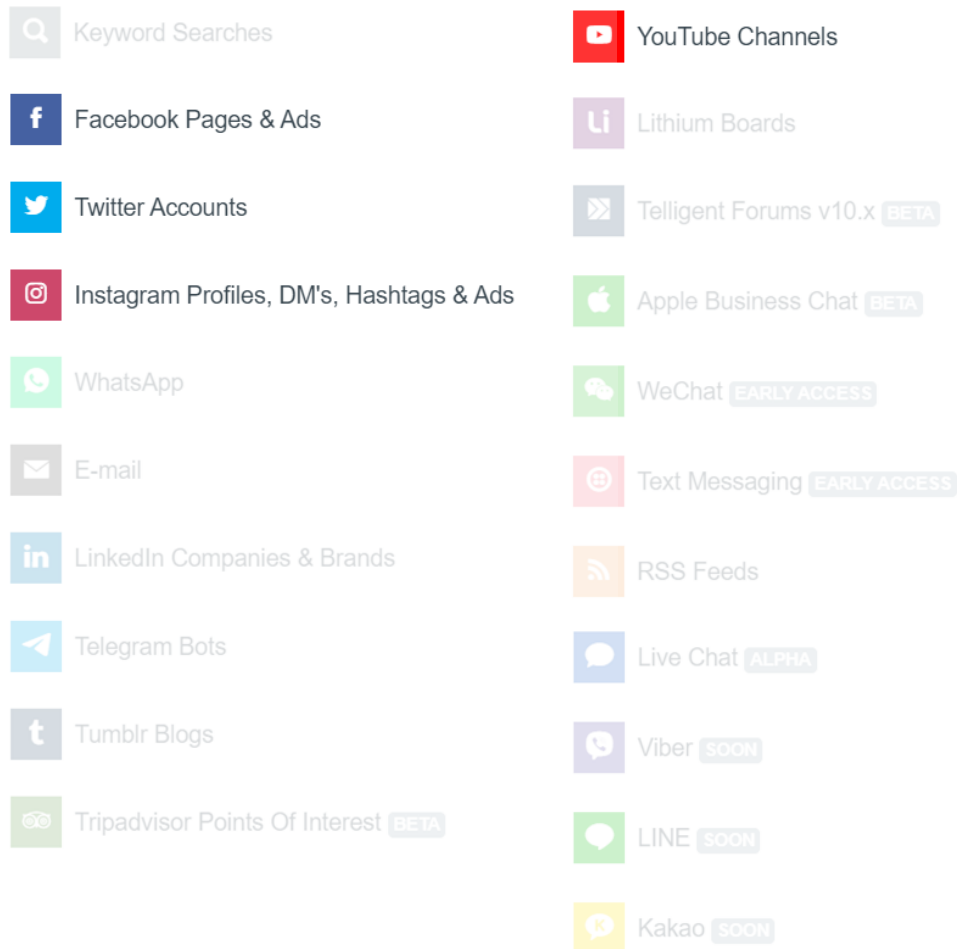 Keyword Searches
Facebook Pages & Ads
Twitter Accounts
Instagram Profiles, DM's, Hashtags & Ads
WhatsApp
E-mail
LinkedIn Companies & Brands
Telegram Bots
Tumblr Blogs
Tripadvisor Points Of Interest BETA
YouTube Channels
Lithium Boards
Telligent Forums v10.x BETA
Apple Business Chat BETA
WeChat EARLY ACCESS
Text Messaging EARLY ACCESS
RSS Feeds
Live Chat ALPHA
Viber SOON
LINE SOON
Kakao SOON